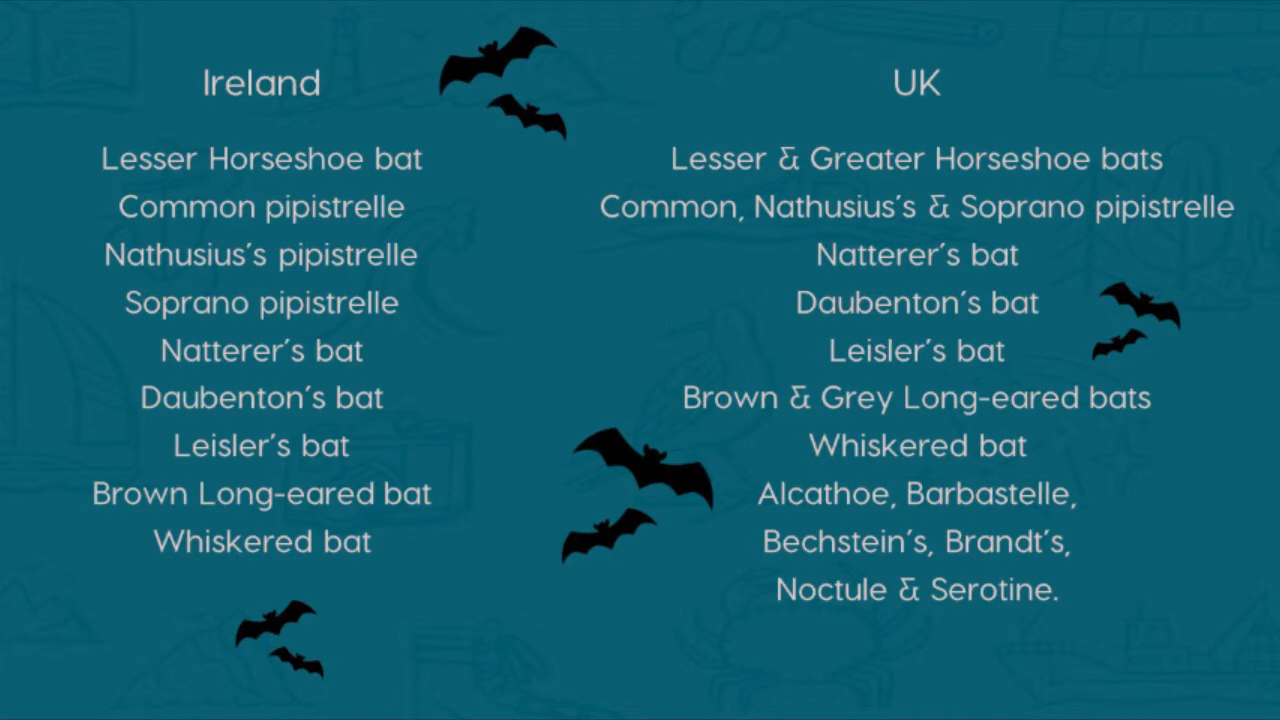 Ireland
Lesser Horseshoe bat
Common pipistrelle
Nathusius's pipistrelle
Soprano pipistrelle
Natterer's bat
Daubenton's bat
Leisler's bat
Brown Long-eared bat
Whiskered bat
UK
Lesser & Greater Horseshoe bats
Common, Nathusius's & Soprano pipistrelle
Natterer's bat
Daubenton's bat
Leisler's bat
Brown & Grey Long-eared bats
Whiskered bat
Alcathoe, Barbastelle,
Bechstein's, Brandt's,
Noctule & Serotine.